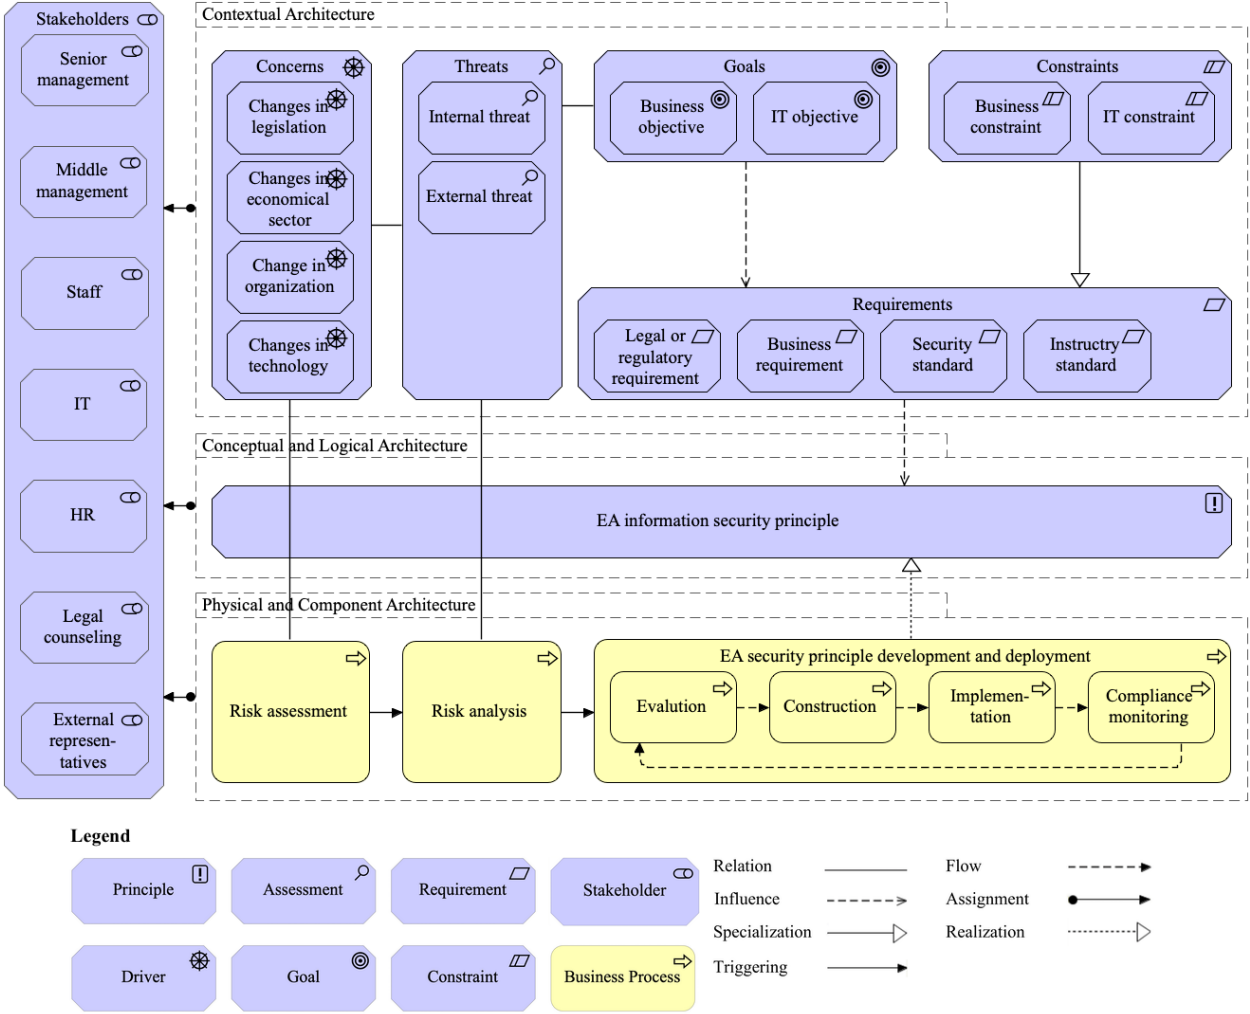 Stakeholders
Senior
management
Middle
management
Staff
IT
HR
Legal
counseling
External
represen-
tatives
Contextual Architecture
Concerns
Changes in
legislation
Changes in
economical
sector
Change in
organization
Changes in
technology
Threats
Internal threat
External threat
Goals
Business
objective
IT objective
Constraints
Business
constraint
IT constraint
Requirements
Legal or
regulatory
requirement
Business
requirement
Security
standard
Instructry
standard
Conceptual and Logical Architecture
EA information security principle
Physical and Component Architecture
Risk assessment
Risk analysis
EA security principle development and deployment
Evalution
Construction
Implemen-
tation
Compliance
monitoring
Legend
Principle
Assessment
Requirement
Stakeholder
Driver
Goal
Constraint
Business Process
Relation
Influence
Specialization
Triggering
Flow
Assignment
Realization